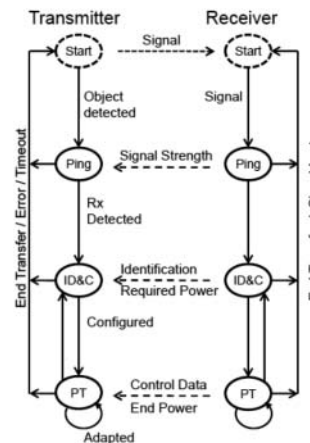 Transmitter
Receiver
Start
Signal
Start
Object
detected
Signal
Ping
Signal Strength
Ping
Rx
Detected
End Transfer / Error / Timeout
ID&C
Identification
Required Power
ID&C
Configured
PT
Control Data
End Power
PT
Adapted